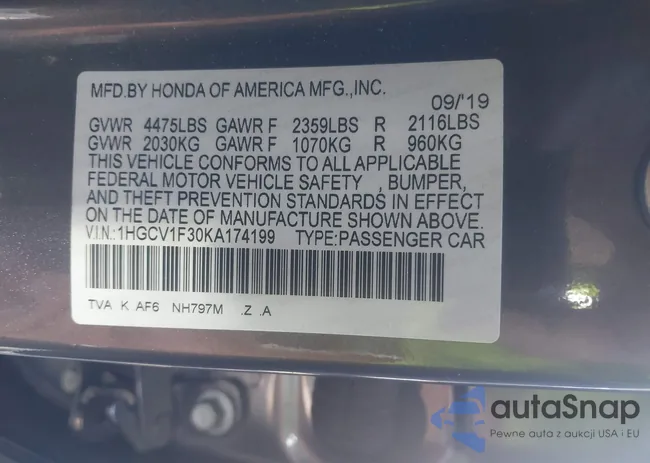 MFD.BY HONDA OF AMERICA MFG.,INC.
09/'19
GVWR 4475LBS GAWR F 2359LBS R 2116LBS
GVWR 2030KG GAWR F 1070KG R 960KG
THIS VEHICLE CONFORMS TO ALL APPLICABLE
FEDERAL MOTOR VEHICLE SAFETY , BUMPER,
AND THEFT PREVENTION STANDARDS IN EFFECT
ON THE DATE OF MANUFACTURE SHOWN ABOVE.
V.I.N.:1HGCV1F30KA174199 TYPE:PASSENGER CAR
TVA K AF6 NH797M .Z .A
autaSnap
Pewne auta z aukcji USA i EU